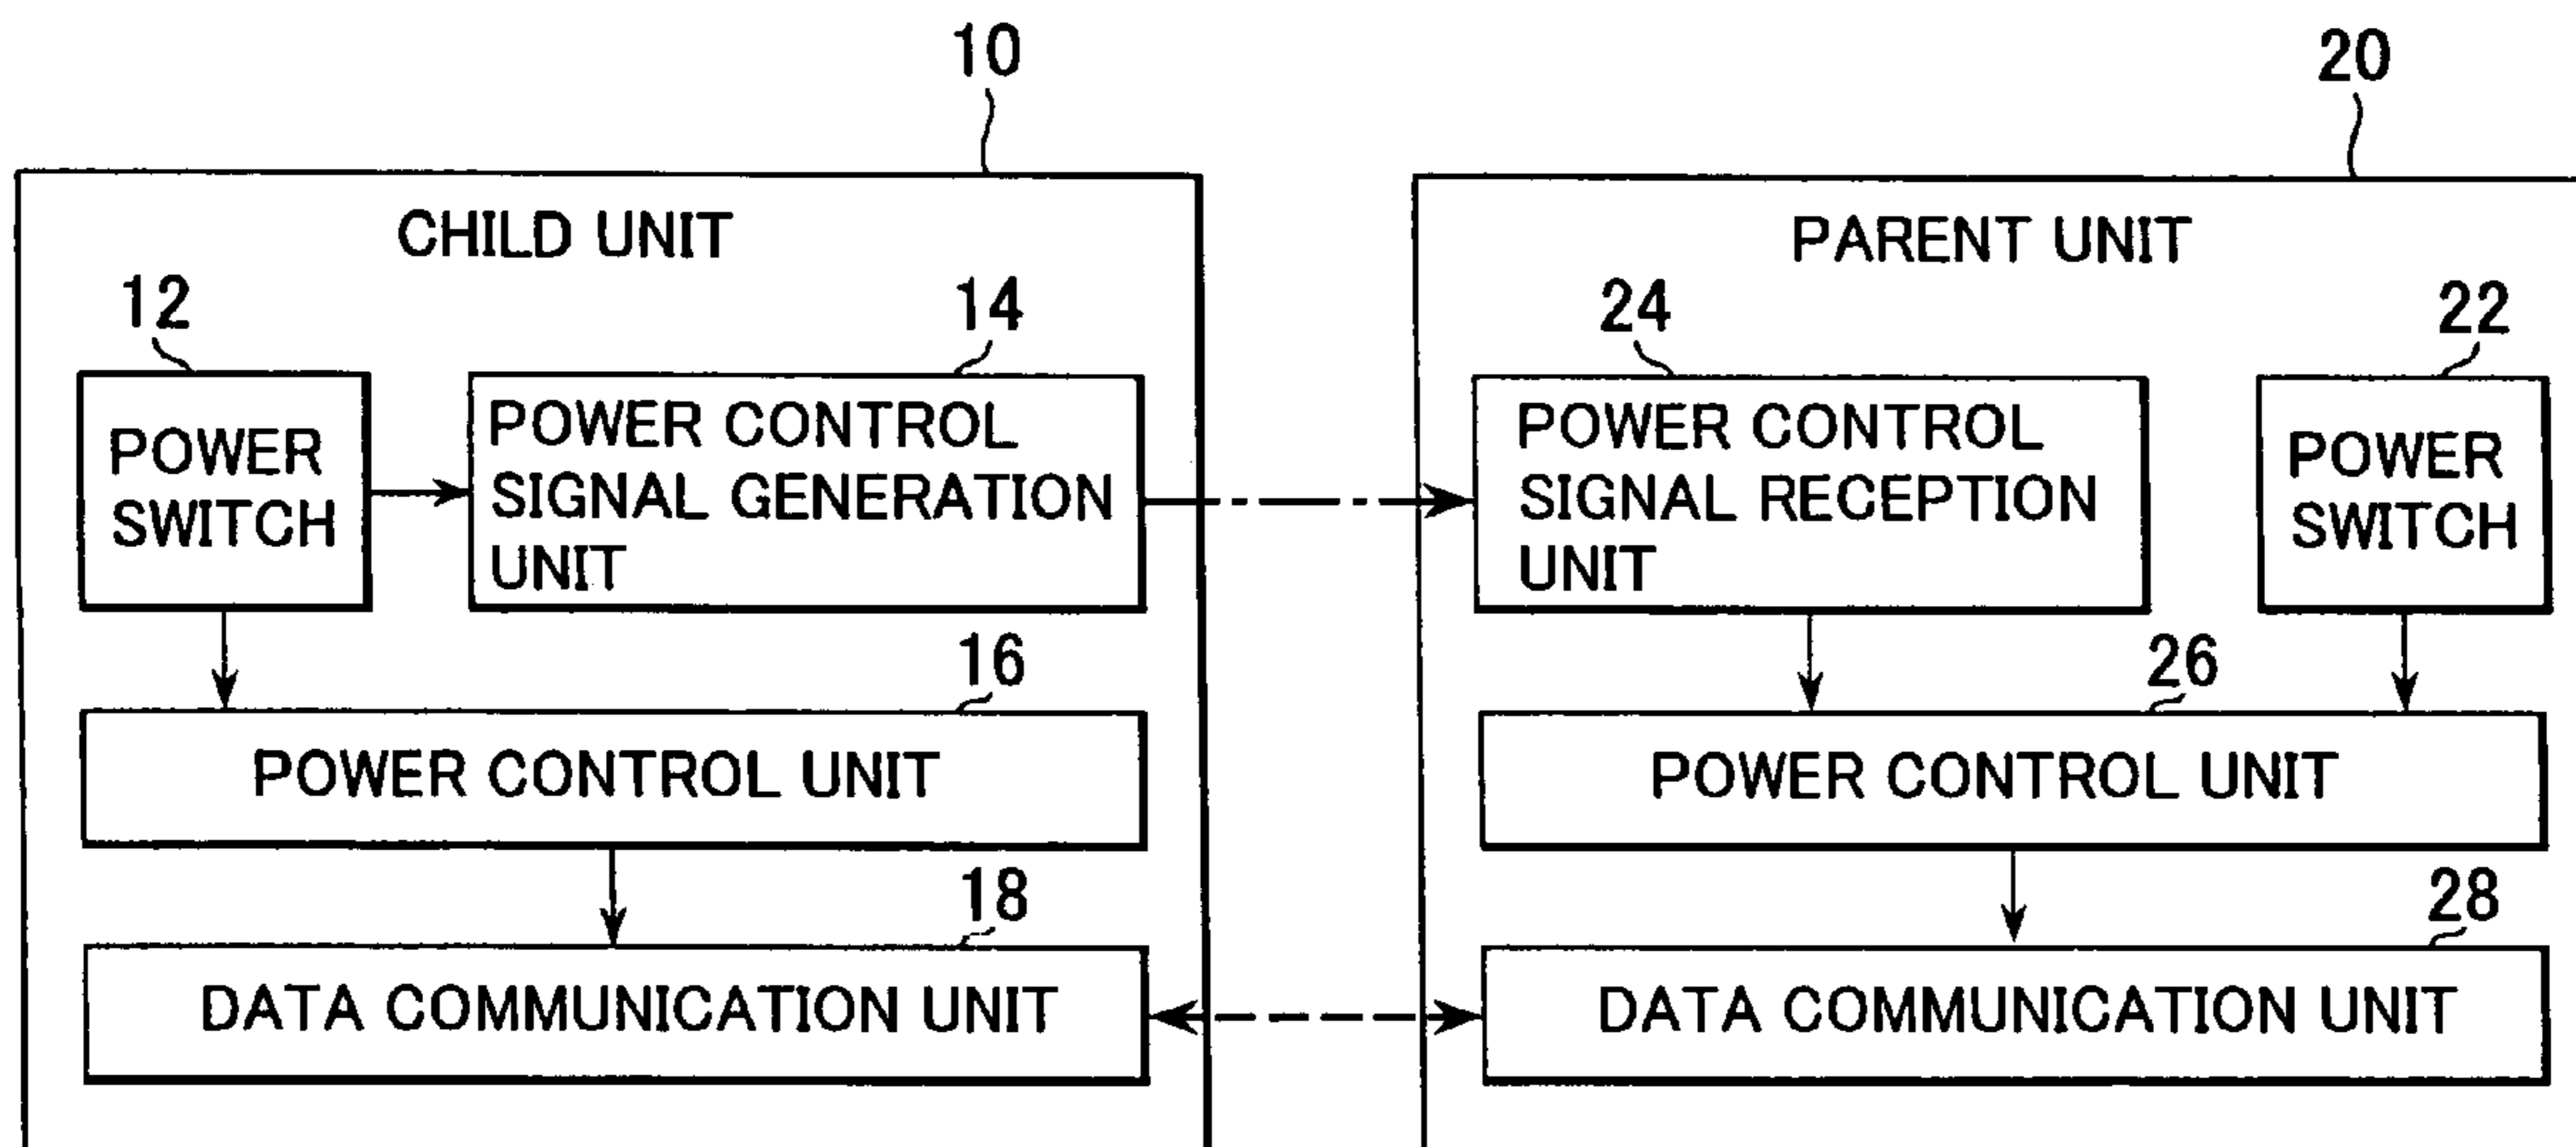 10
20
CHILD UNIT
PARENT UNIT
12
14
24
22
POWER
SWITCH
POWER CONTROL
SIGNAL GENERATION
UNIT
POWER CONTROL
SIGNAL RECEPTION
UNIT
POWER
SWITCH
16
26
POWER CONTROL UNIT
POWER CONTROL UNIT
18
28
DATA COMMUNICATION UNIT
DATA COMMUNICATION UNIT